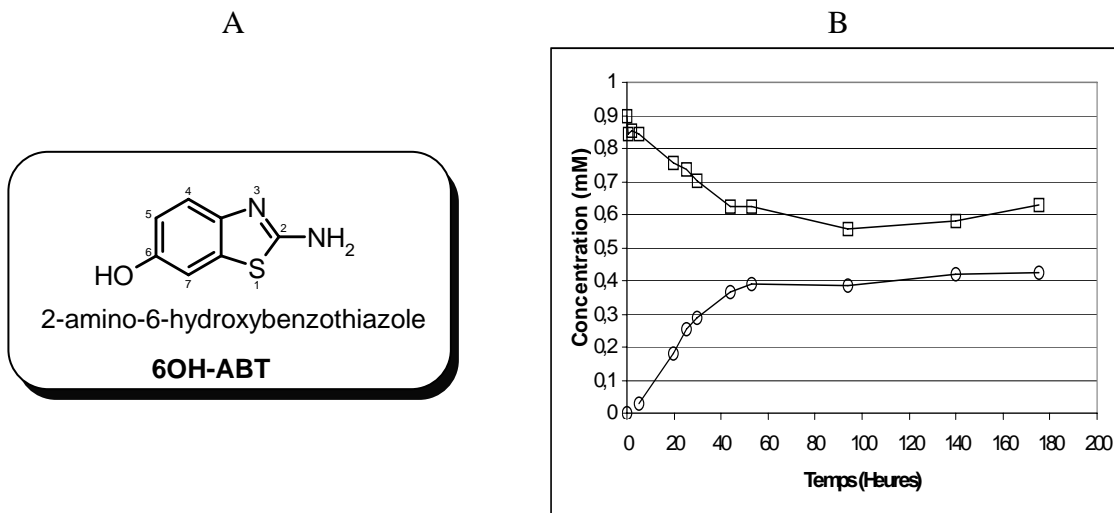 A
4
3
5
N
2
NH2
6
HO
S
7
1
2-amino-6-hydroxybenzothiazole
6OH-ABT
B
Concentration (mM)
1
0,9
0,8
0,7
0,6
0,5
0,4
0,3
0,2
0,1
0
0 20 40 60 80 100 120 140 160 180 200
Temps (Heures)